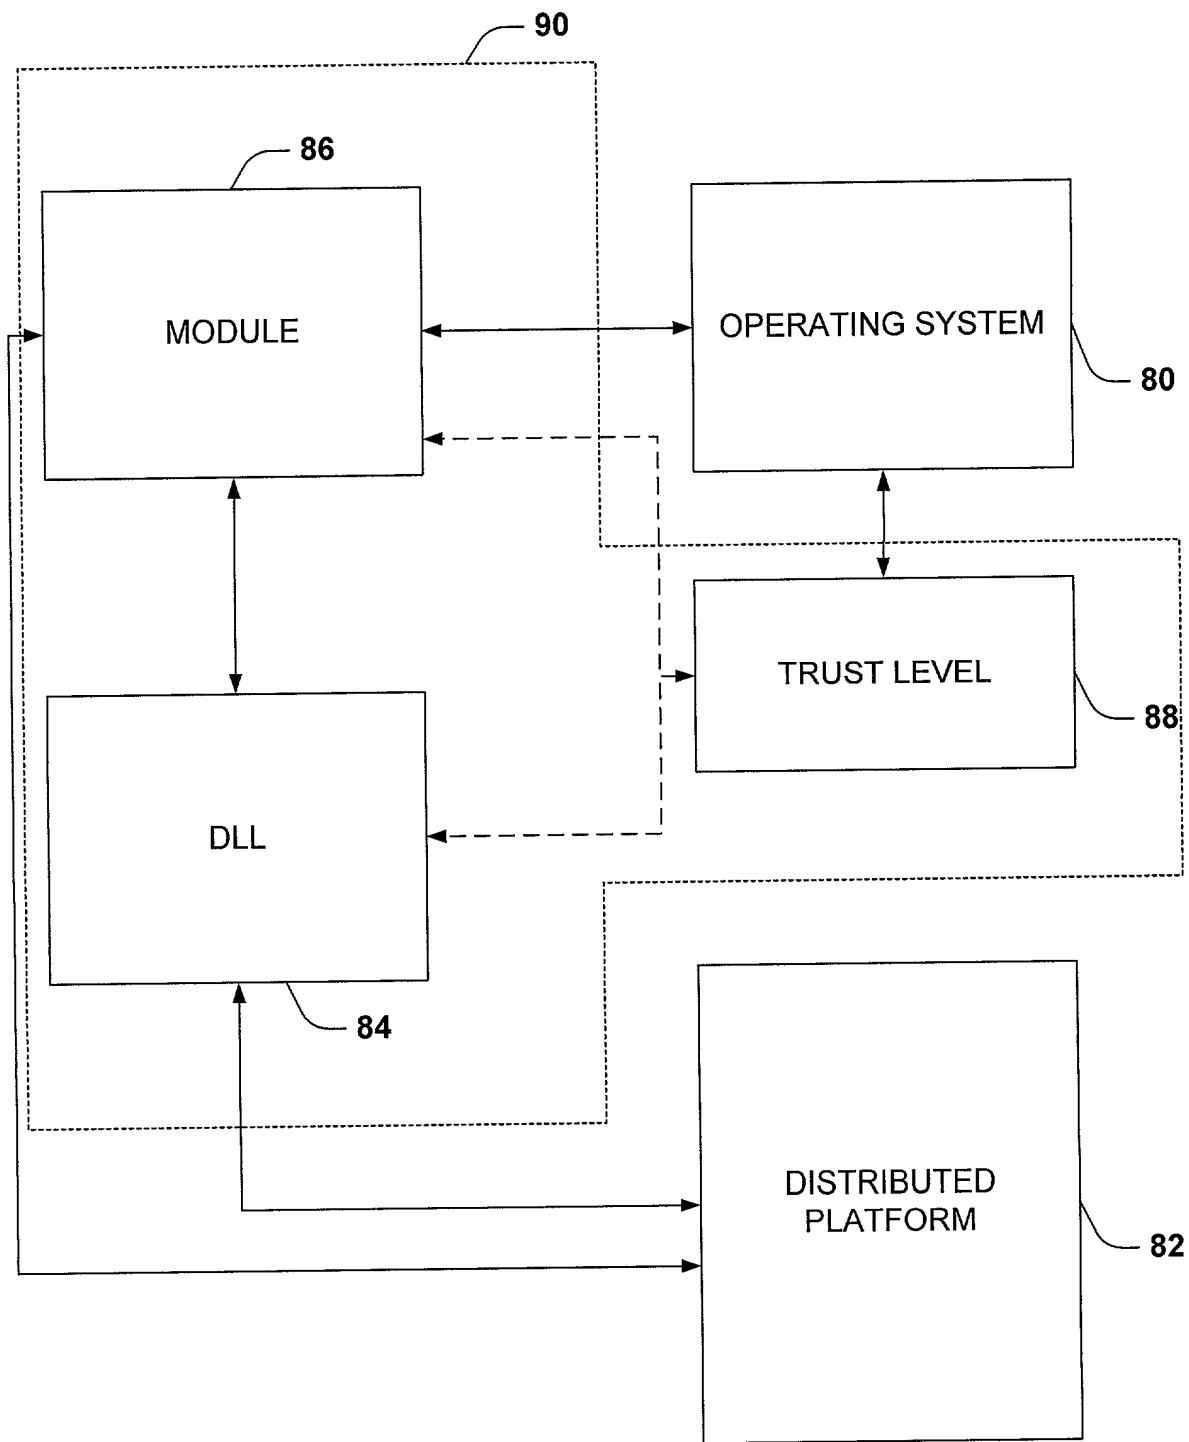 90
86
MODULE
OPERATING SYSTEM
80
TRUST LEVEL
88
DLL
84
DISTRIBUTED
PLATFORM
82